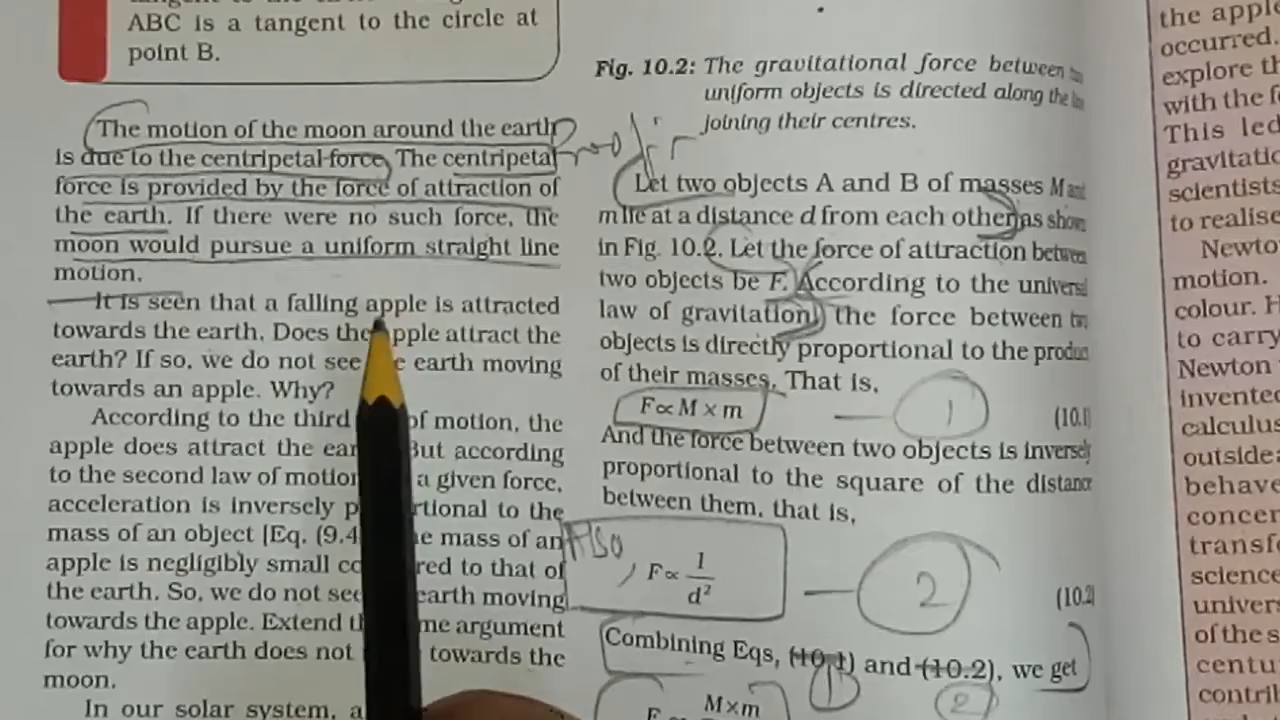 ABC is a tangent to the circle at
point B.
The motion of the moon around the earth
is due to the centripetal force. The centripetal
force is provided by the force of attraction of
the earth. If there were no such force, the
moon would pursue a uniform straight line
motion.
It is seen that a falling apple is attracted
towards the earth. Does the apple attract the
earth? If so, we do not see earth moving
towards an apple. Why?
According to the third of motion, the
apple does attract the But according
to the second law of a given force,
acceleration is inversely to the
mass of an object [Eq. (9.4 mass of an
apple is negligibly small to that of
the earth. So, we do not see earth moving
towards the apple. Extend argument
for why the earth does not towards the
moon.
In our solar system,
Fig. 10.2: The gravitational force between two
uniform objects is directed along the line
joining their centres.
Let two objects A and B of masses M and
m lie at a distance d from each other as shown
in Fig. 10.2. Let the force of attraction between
two objects be F. According to the universal
law of gravitation, the force between two
objects is directly proportional to the product
of their masses. That is,
F∝M × m
1
(10.1)
And the force between two objects is inversely
proportional to the square of the distance
between them, that is,
Also, F ∝ 1/d²
2
(10.2)
Combining Eqs, (10.1) and (10.2), we get
1 2
M×m
the apple
occurred.
explore th
with the f
This led
gravitatio
scientists
to realise
Newto
motion.
colour. H
to carry
Newton
invented
calculus
outside
behave
concer
transfo
science
univers
of the s
centu
contril